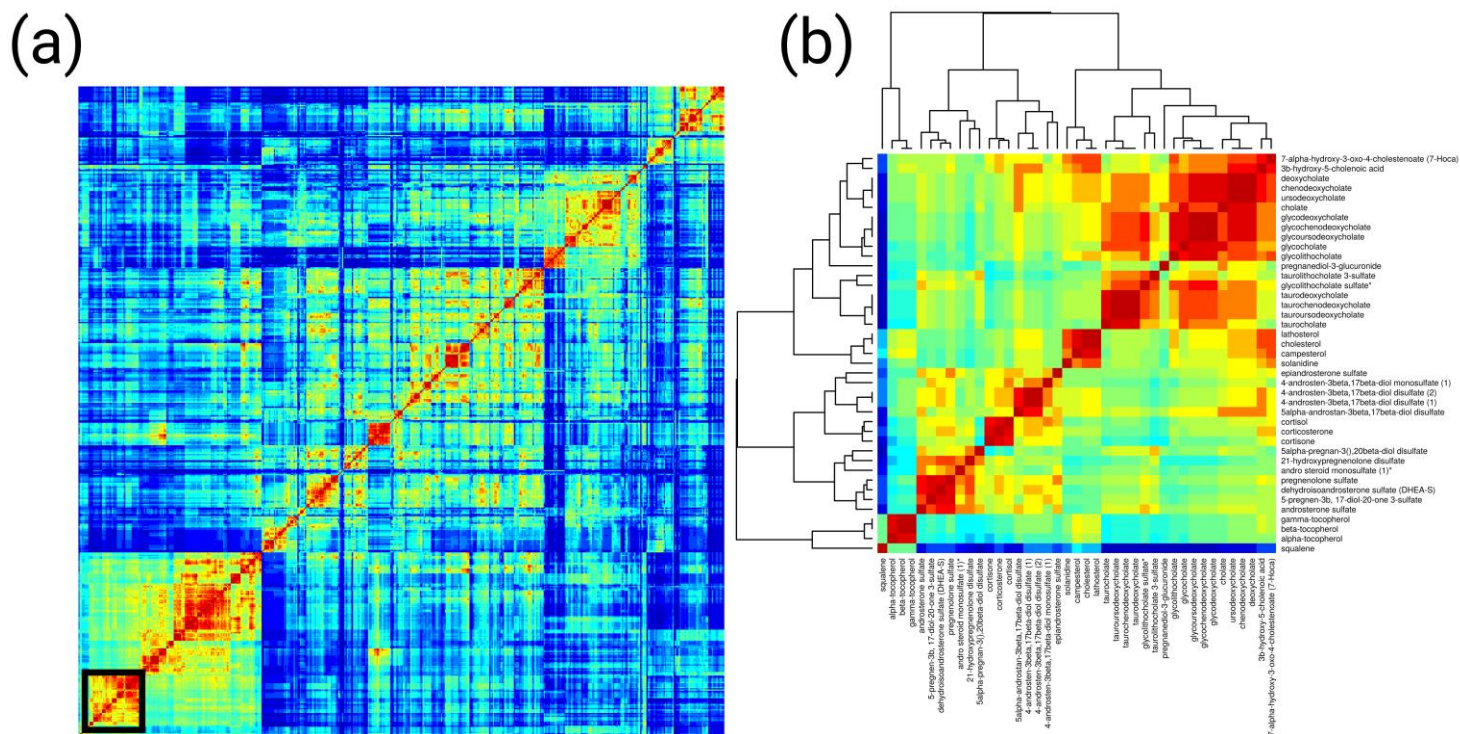 (a)
(b)
7-alpha-hydroxy-3-oxo-4-cholestenoate (7-Hoca)
3b-hydroxy-5-cholenoic acid
deoxycholate
chenodeoxycholate
ursodeoxycholate
cholate
glycodeoxycholate
glycochenodeoxycholate
glycoursodeoxycholate
glycocholate
glycolithocholate
pregnanediol-3-glucuronide
taurolithocholate 3-sulfate
glycolithocholate sulfate*
taurodeoxycholate
taurochenodeoxycholate
tauroursodeoxycholate
taurocholate
lathosterol
cholesterol
campesterol
solanidine
epiandrosterone sulfate
4-androsten-3beta,17beta-diol monosulfate (1)
4-androsten-3beta,17beta-diol disulfate (2)
4-androsten-3beta,17beta-diol disulfate (1)
5alpha-androstan-3beta,17beta-diol disulfate
cortisol
corticosterone
cortisone
5alpha-pregnan-3(),20beta-diol disulfate
21-hydroxypregnenolone disulfate
andro steroid monosulfate (1)*
pregnenolone sulfate
dehydroisoandrosterone sulfate (DHEA-S)
5-pregnen-3b, 17-diol-20-one 3-sulfate
androsterone sulfate
gamma-tocopherol
beta-tocopherol
alpha-tocopherol
squalene
squalene
alpha-tocopherol
beta-tocopherol
gamma-tocopherol
androsterone sulfate
5-pregnen-3b, 17-diol-20-one 3-sulfate
dehydroisoandrosterone sulfate (DHEA-S)
pregnenolone sulfate
andro steroid monosulfate (1)*
21-hydroxypregnenolone disulfate
5alpha-pregnan-3(),20beta-diol disulfate
cortisone
corticosterone
cortisol
5alpha-androstan-3beta,17beta-diol disulfate
4-androsten-3beta,17beta-diol disulfate (1)
4-androsten-3beta,17beta-diol disulfate (2)
4-androsten-3beta,17beta-diol monosulfate (1)
epiandrosterone sulfate
solanidine
campesterol
cholesterol
lathosterol
taurocholate
tauroursodeoxycholate
taurochenodeoxycholate
taurodeoxycholate
glycolithocholate sulfate*
taurolithocholate 3-sulfate
pregnanediol-3-glucuronide
glycolithocholate
glycocholate
glycoursodeoxycholate
glycochenodeoxycholate
glycodeoxycholate
cholate
ursodeoxycholate
chenodeoxycholate
deoxycholate
3b-hydroxy-5-cholenoic acid
7-alpha-hydroxy-3-oxo-4-cholestenoate (7-Hoca)